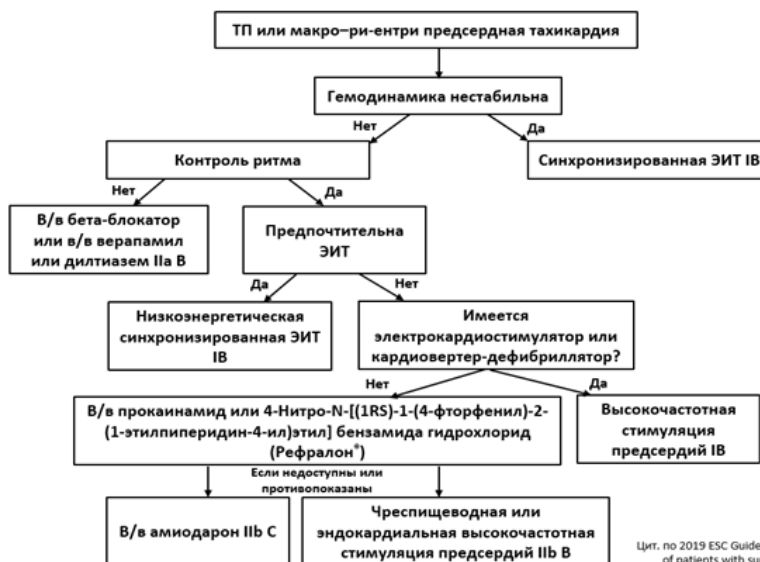 ТП или макро–ри-ентри предсердная тахикардия
Гемодинамика нестабильна
Нет
Да
Контроль ритма
Синхронизированная ЭИТ IB
Нет
Да
В/в бета-блокатор
или в/в верапамил
или дилтиазем IIa B
Предпочтительна
ЭИТ
Да
Нет
Низкоэнергетическая
синхронизированная ЭИТ
IB
Имеется
электрокардиостимулятор или
кардиовертер-дефибриллятор?
Нет
Да
В/в прокаинамид или 4-Нитро-N-[(1RS)-1-(4-фторфенил)-2-
(1-этилпиперидин-4-ил)этил] бензамида гидрохлорид
(Рефралон®)
Высокочастотная
стимуляция
предсердий IB
Если недоступны или
противопоказаны
В/в амиодарон IIb C
Чреспищеводная или
эндокардиальная высокочастотная
стимуляция предсердий IIb B
Цит. по 2019 ESC Guide
of patients with su